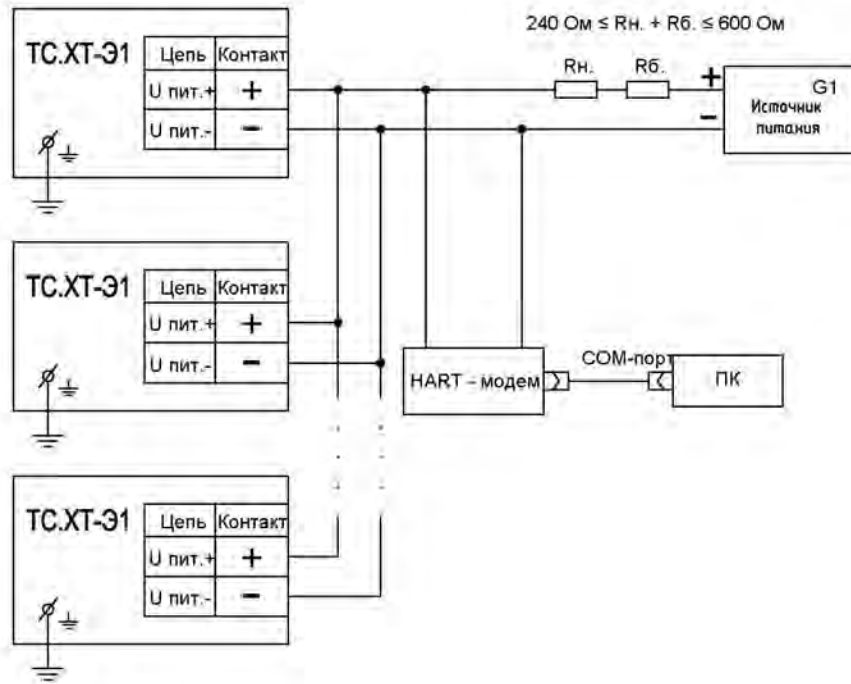 240 Ом ≤ Rн. + Rб. ≤ 600 Ом
ТС.ХТ-Э1
Цепь Контакт
U пит.+ +
U пит.- −
Rн. Rб.
+
−
G1
Источник
питания
ТС.ХТ-Э1
Цепь Контакт
U пит.+ +
U пит.- −
HART - модем
COM-порт
ПК
ТС.ХТ-Э1
Цепь Контакт
U пит.+ +
U пит.- −